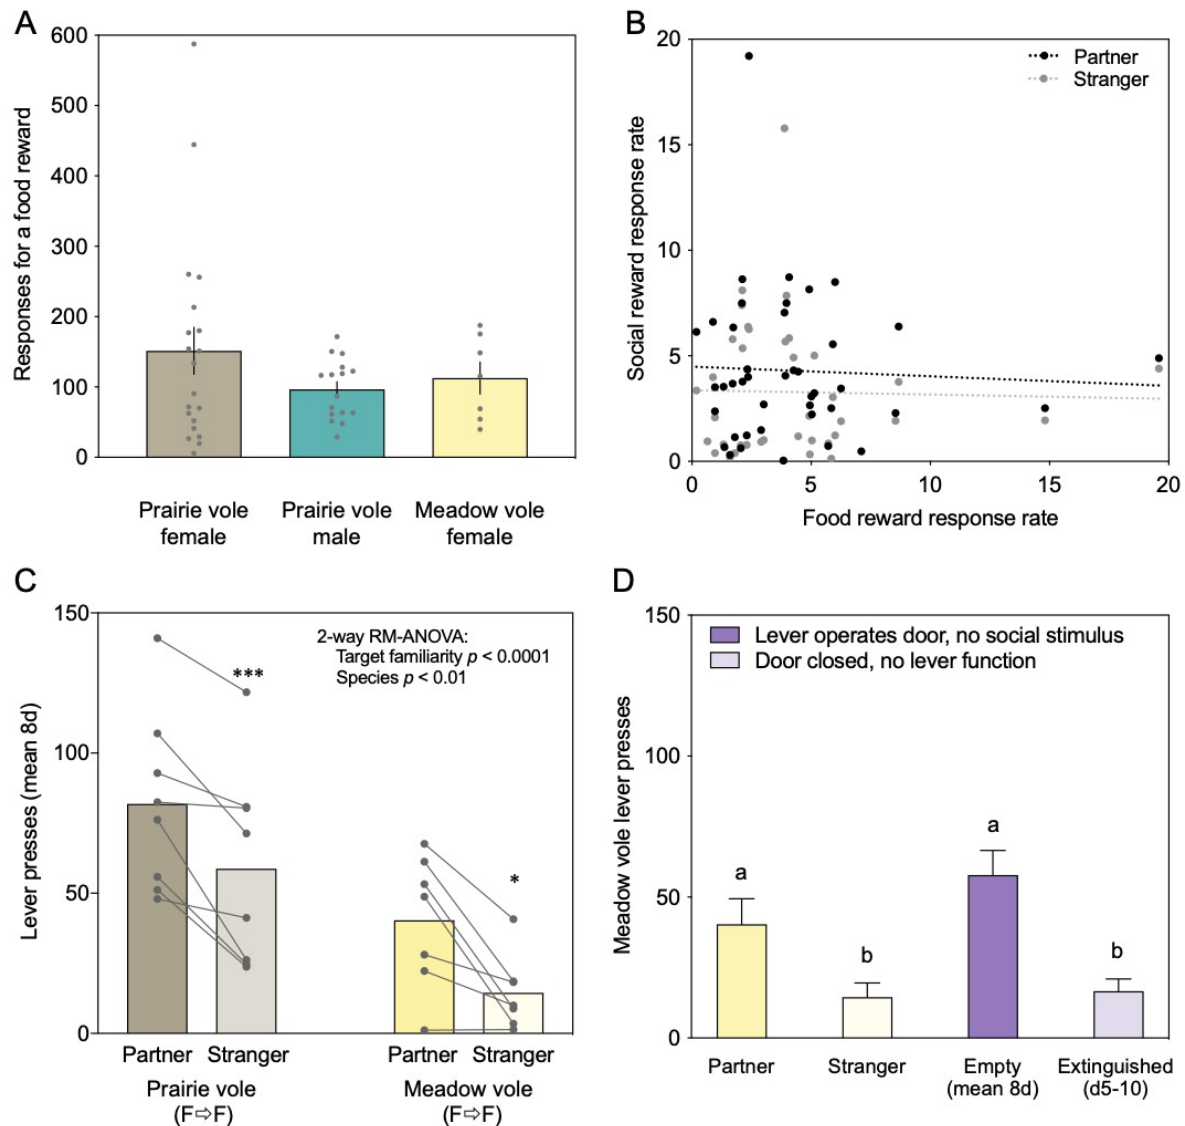 A
600
500
400
300
200
100
0
Responses for a food reward
Prairie vole
female
Prairie vole
male
Meadow vole
female
B
20
15
10
5
0
Social reward response rate
Partner
Stranger
0 5 10 15 20
Food reward response rate
C
150
100
50
0
Lever presses (mean 8d)
2-way RM-ANOVA:
Target familiarity p < 0.0001
Species p < 0.01
***
*
Partner Stranger Partner Stranger
Prairie vole
(F⇨F)
Meadow vole
(F⇨F)
D
150
100
50
0
Meadow vole lever presses
Lever operates door, no social stimulus
Door closed, no lever function
a
b
a
b
Partner
Stranger
Empty
(mean 8d)
Extinguished
(d5-10)